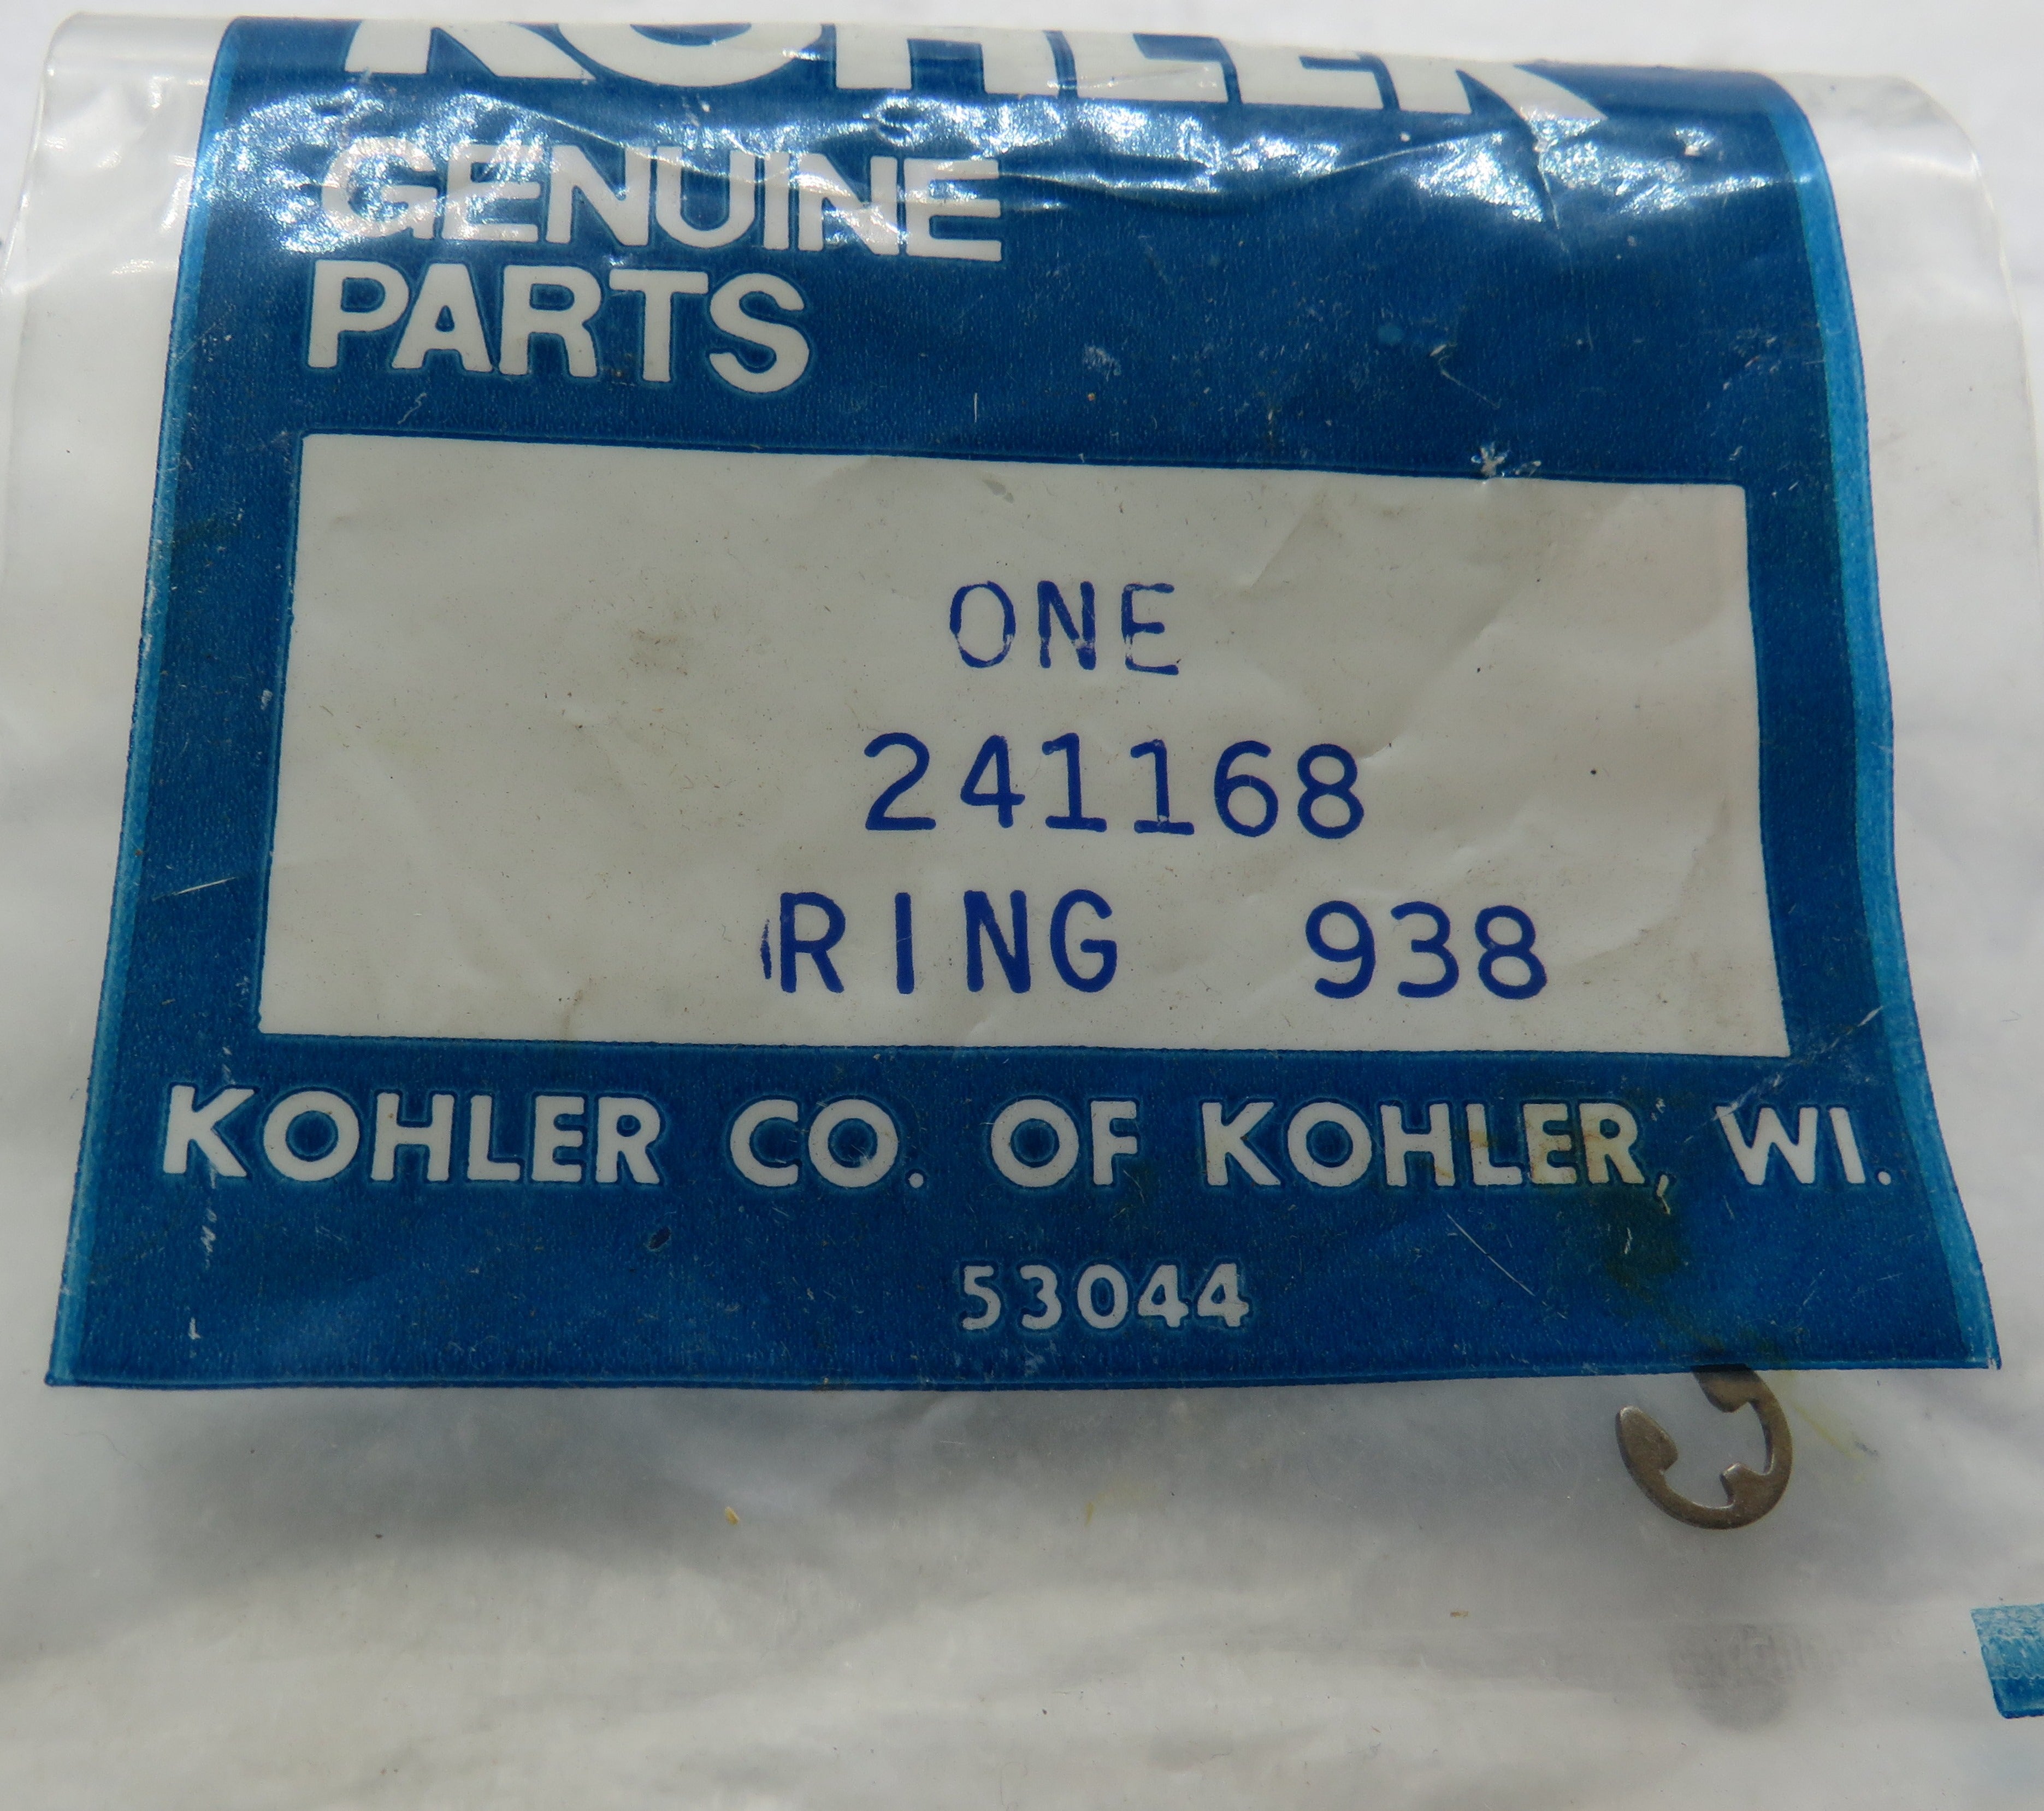 KOHLER
GENUINE
PARTS
ONE
241168
RING 938
KOHLER CO. OF KOHLER, WI.
53044